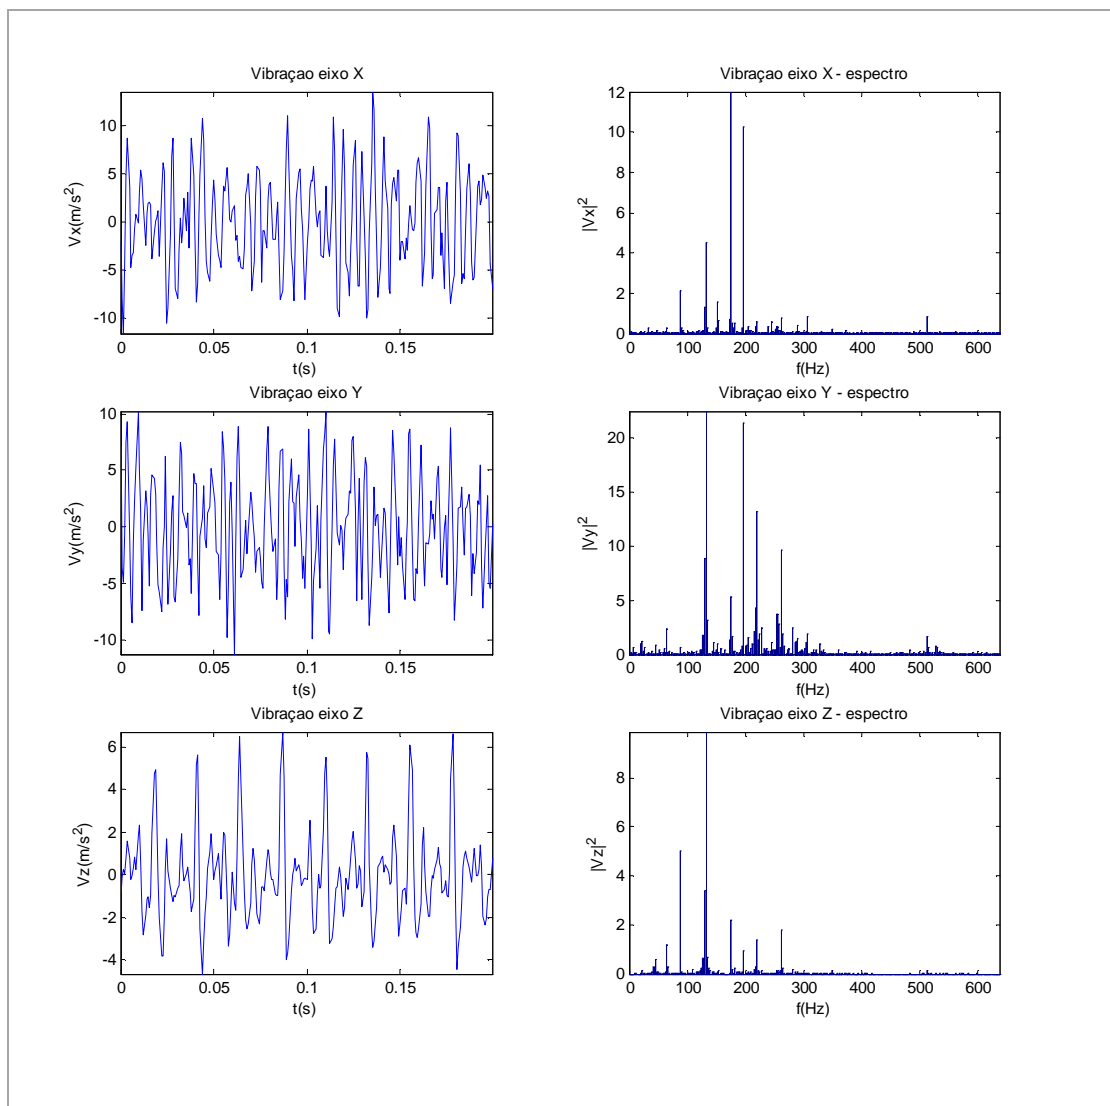 Vibraçao eixo X
Vx(m/s²)
10
5
0
-5
-10
0 0.05 0.1 0.15
t(s)
Vibraçao eixo X - espectro
|Vx|²
12
10
8
6
4
2
0
0 100 200 300 400 500 600
f(Hz)
Vibraçao eixo Y
Vy(m/s²)
10
5
0
-5
-10
0 0.05 0.1 0.15
t(s)
Vibraçao eixo Y - espectro
|Vy|²
20
15
10
5
0
0 100 200 300 400 500 600
f(Hz)
Vibraçao eixo Z
Vz(m/s²)
6
4
2
0
-2
-4
0 0.05 0.1 0.15
t(s)
Vibraçao eixo Z - espectro
|Vz|²
8
6
4
2
0
0 100 200 300 400 500 600
f(Hz)